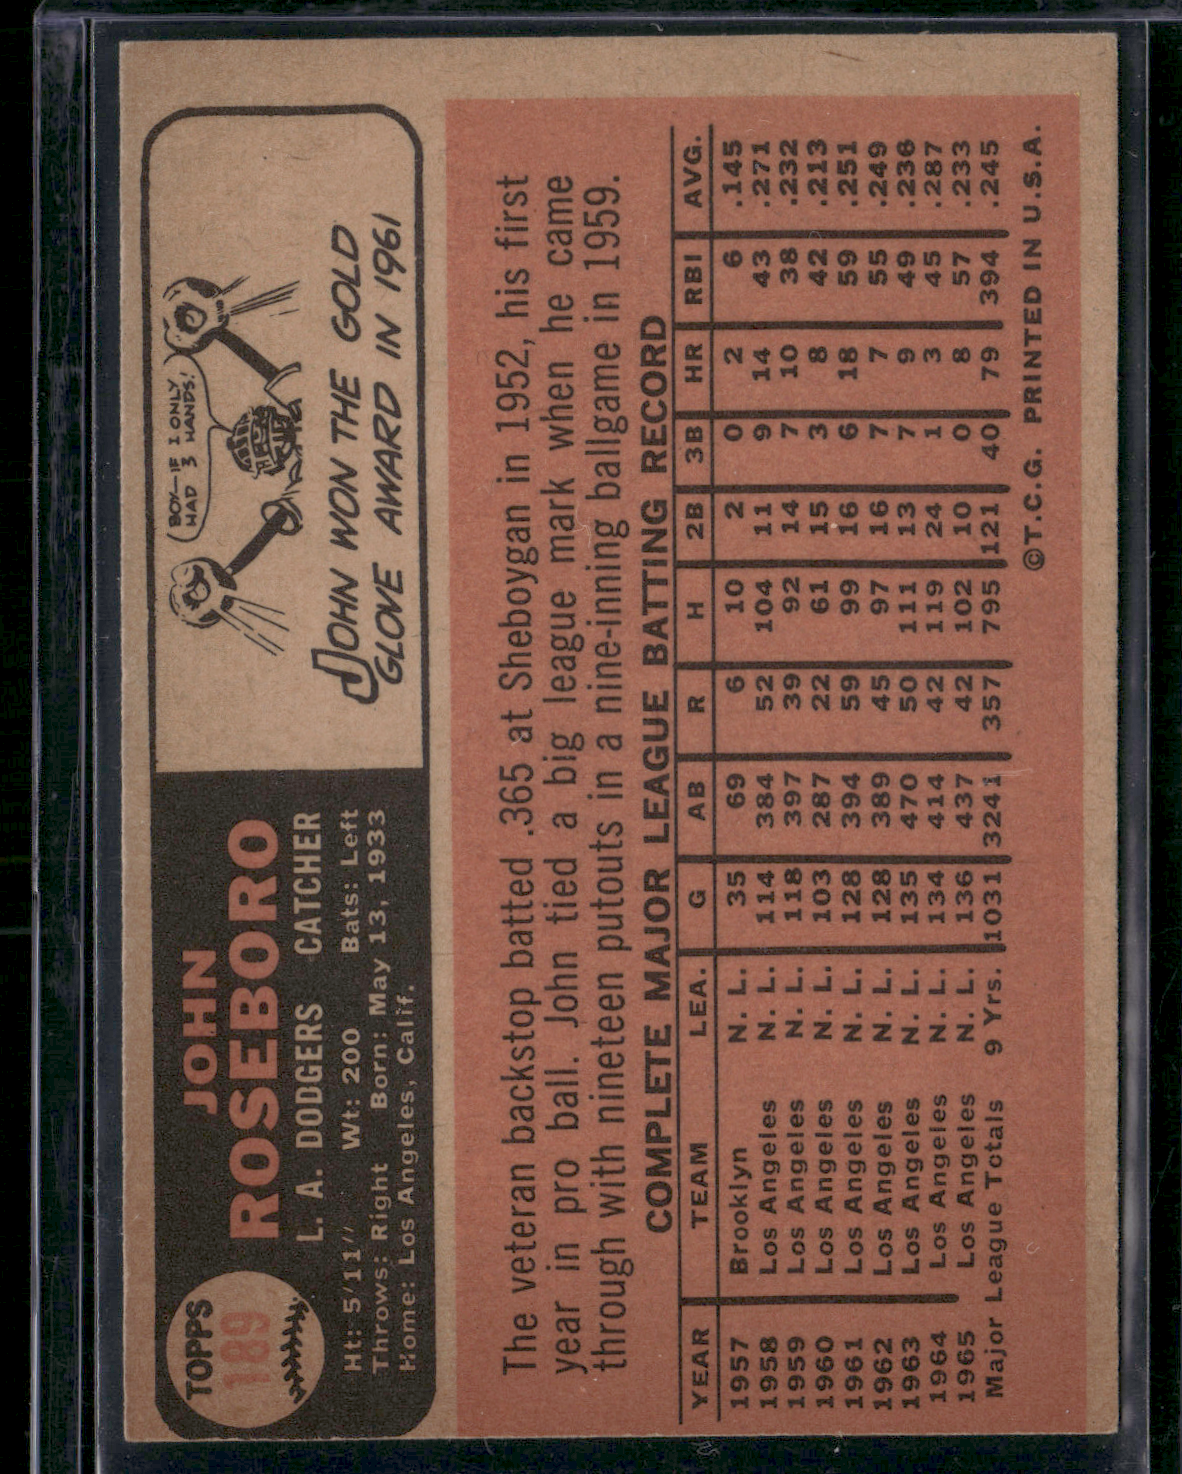 TOPPS
189
JOHN
ROSEBORO
L. A. DODGERS CATCHER
Ht: 5/11" Wt: 200 Bats: Left
Throws: Right Born: May 13, 1933
Home: Los Angeles, Calif.
BOY—IF I ONLY
HAD 3 HANDS!
JOHN WON THE GOLD
GLOVE AWARD IN 1961
The veteran backstop batted .365 at Sheboygan in 1952, his first
year in pro ball. John tied a big league mark when he came
through with nineteen putouts in a nine-inning ballgame in 1959.
COMPLETE MAJOR LEAGUE BATTING RECORD
YEAR TEAM LEA. G AB R H 2B 3B HR RBI AVG.
1957 Brooklyn N. L. 35 69 6 10 2 0 2 6 .145
1958 Los Angeles N. L. 114 384 52 104 11 9 14 43 .271
1959 Los Angeles N. L. 118 397 39 92 14 7 10 38 .232
1960 Los Angeles N. L. 103 287 22 61 15 3 8 42 .213
1961 Los Angeles N. L. 128 394 59 99 16 6 18 59 .251
1962 Los Angeles N. L. 128 389 45 97 16 7 7 55 .249
1963 Los Angeles N. L. 135 470 50 111 13 7 9 49 .236
1964 Los Angeles N. L. 134 414 42 119 24 1 3 45 .287
1965 Los Angeles N. L. 136 437 42 102 10 0 8 57 .233
Major League Totals 9 Yrs. 1031 3241 357 795 121 40 79 394 .245
©T.C.G. PRINTED IN U.S.A.